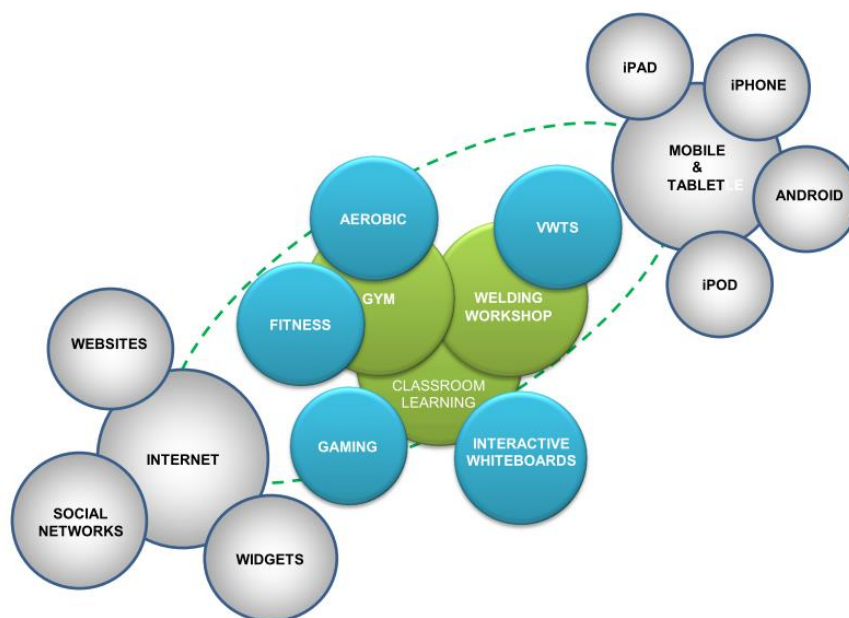 iPAD
iPHONE
MOBILE
&
TABLETLE
ANDROID
iPOD
AEROBIC
VWTS
GYM
WELDING
WORKSHOP
FITNESS
CLASSROOM
LEARNING
GAMING
INTERACTIVE
WHITEBOARDS
WEBSITES
INTERNET
SOCIAL
NETWORKS
WIDGETS